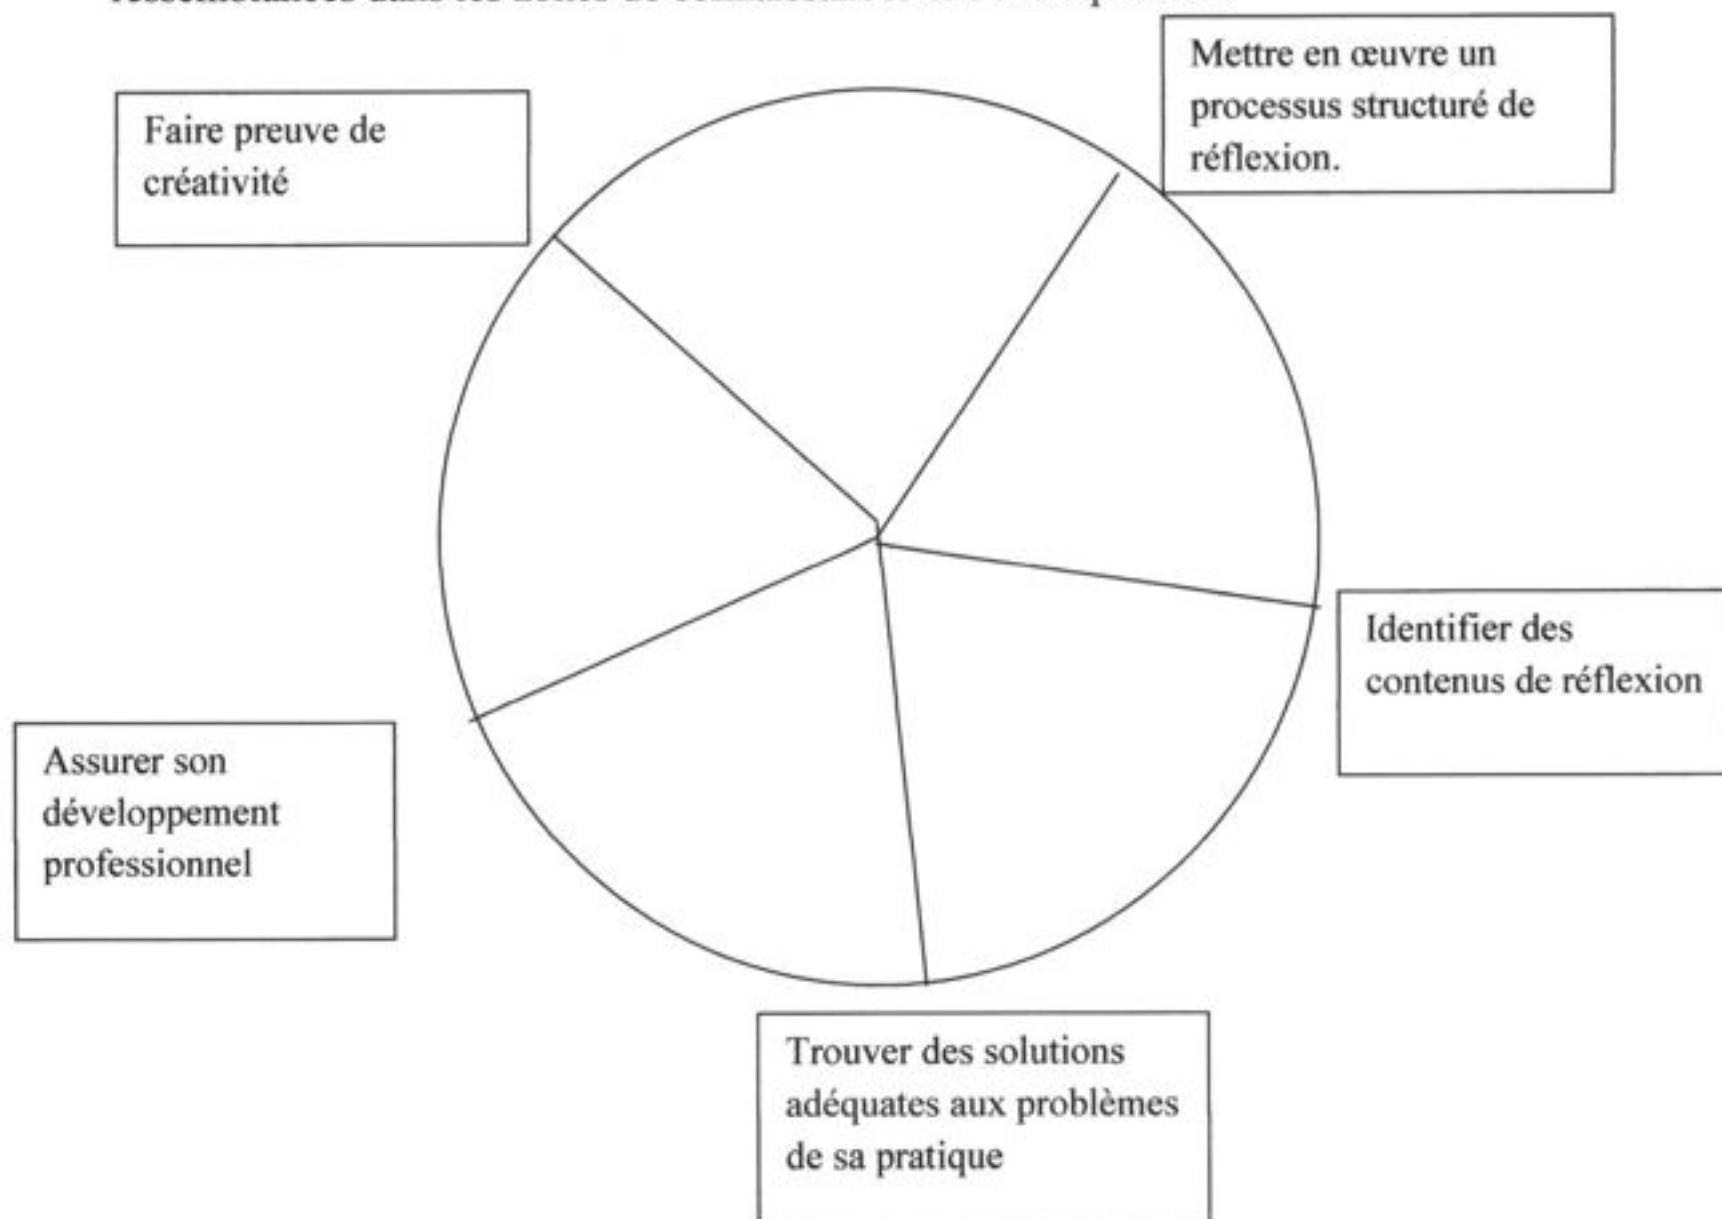 Mettre en œuvre un
processus structuré de
réflexion.
Faire preuve de
créativité
Identifier des
contenus de réflexion
Assurer son
développement
professionnel
Trouver des solutions
adéquates aux problèmes
de sa pratique